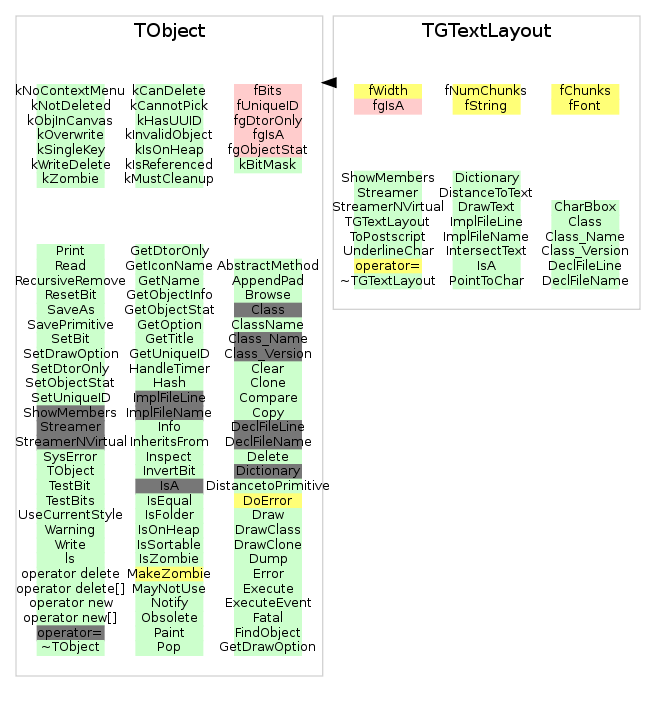 TObject
kNoContextMenu
kNotDeleted
kObjInCanvas
kOverwrite
kSingleKey
kWriteDelete
kZombie
kCanDelete
kCannotPick
kHasUUID
kInvalidObject
kIsOnHeap
kIsReferenced
kMustCleanup
fBits
fUniqueID
fgDtorOnly
fgIsA
fgObjectStat
kBitMask
Print
Read
RecursiveRemove
ResetBit
SaveAs
SavePrimitive
SetBit
SetDrawOption
SetDtorOnly
SetObjectStat
SetUniqueID
ShowMembers
Streamer
StreamerNVirtual
SysError
TObject
TestBit
TestBits
UseCurrentStyle
Warning
Write
ls
operator delete
operator delete[]
operator new
operator new[]
operator=
~TObject
GetDtorOnly
GetIconName
GetName
GetObjectInfo
GetObjectStat
GetOption
GetTitle
GetUniqueID
HandleTimer
Hash
ImplFileLine
ImplFileName
Info
InheritsFrom
Inspect
InvertBit
IsA
IsEqual
IsFolder
IsOnHeap
IsSortable
IsZombie
MakeZombie
MayNotUse
Notify
Obsolete
Paint
Pop
AbstractMethod
AppendPad
Browse
Class
ClassName
Class_Name
Class_Version
Clear
Clone
Compare
Copy
DeclFileLine
DeclFileName
Delete
Dictionary
DistancetoPrimitive
DoError
Draw
DrawClass
DrawClone
Dump
Error
Execute
ExecuteEvent
Fatal
FindObject
GetDrawOption
TGTextLayout
fWidth
fgIsA
fNumChunks
fString
fChunks
fFont
ShowMembers
Streamer
StreamerNVirtual
TGTextLayout
ToPostscript
UnderlineChar
operator=
~TGTextLayout
Dictionary
DistanceToText
DrawText
ImplFileLine
ImplFileName
IntersectText
IsA
PointToChar
CharBbox
Class
Class_Name
Class_Version
DeclFileLine
DeclFileName